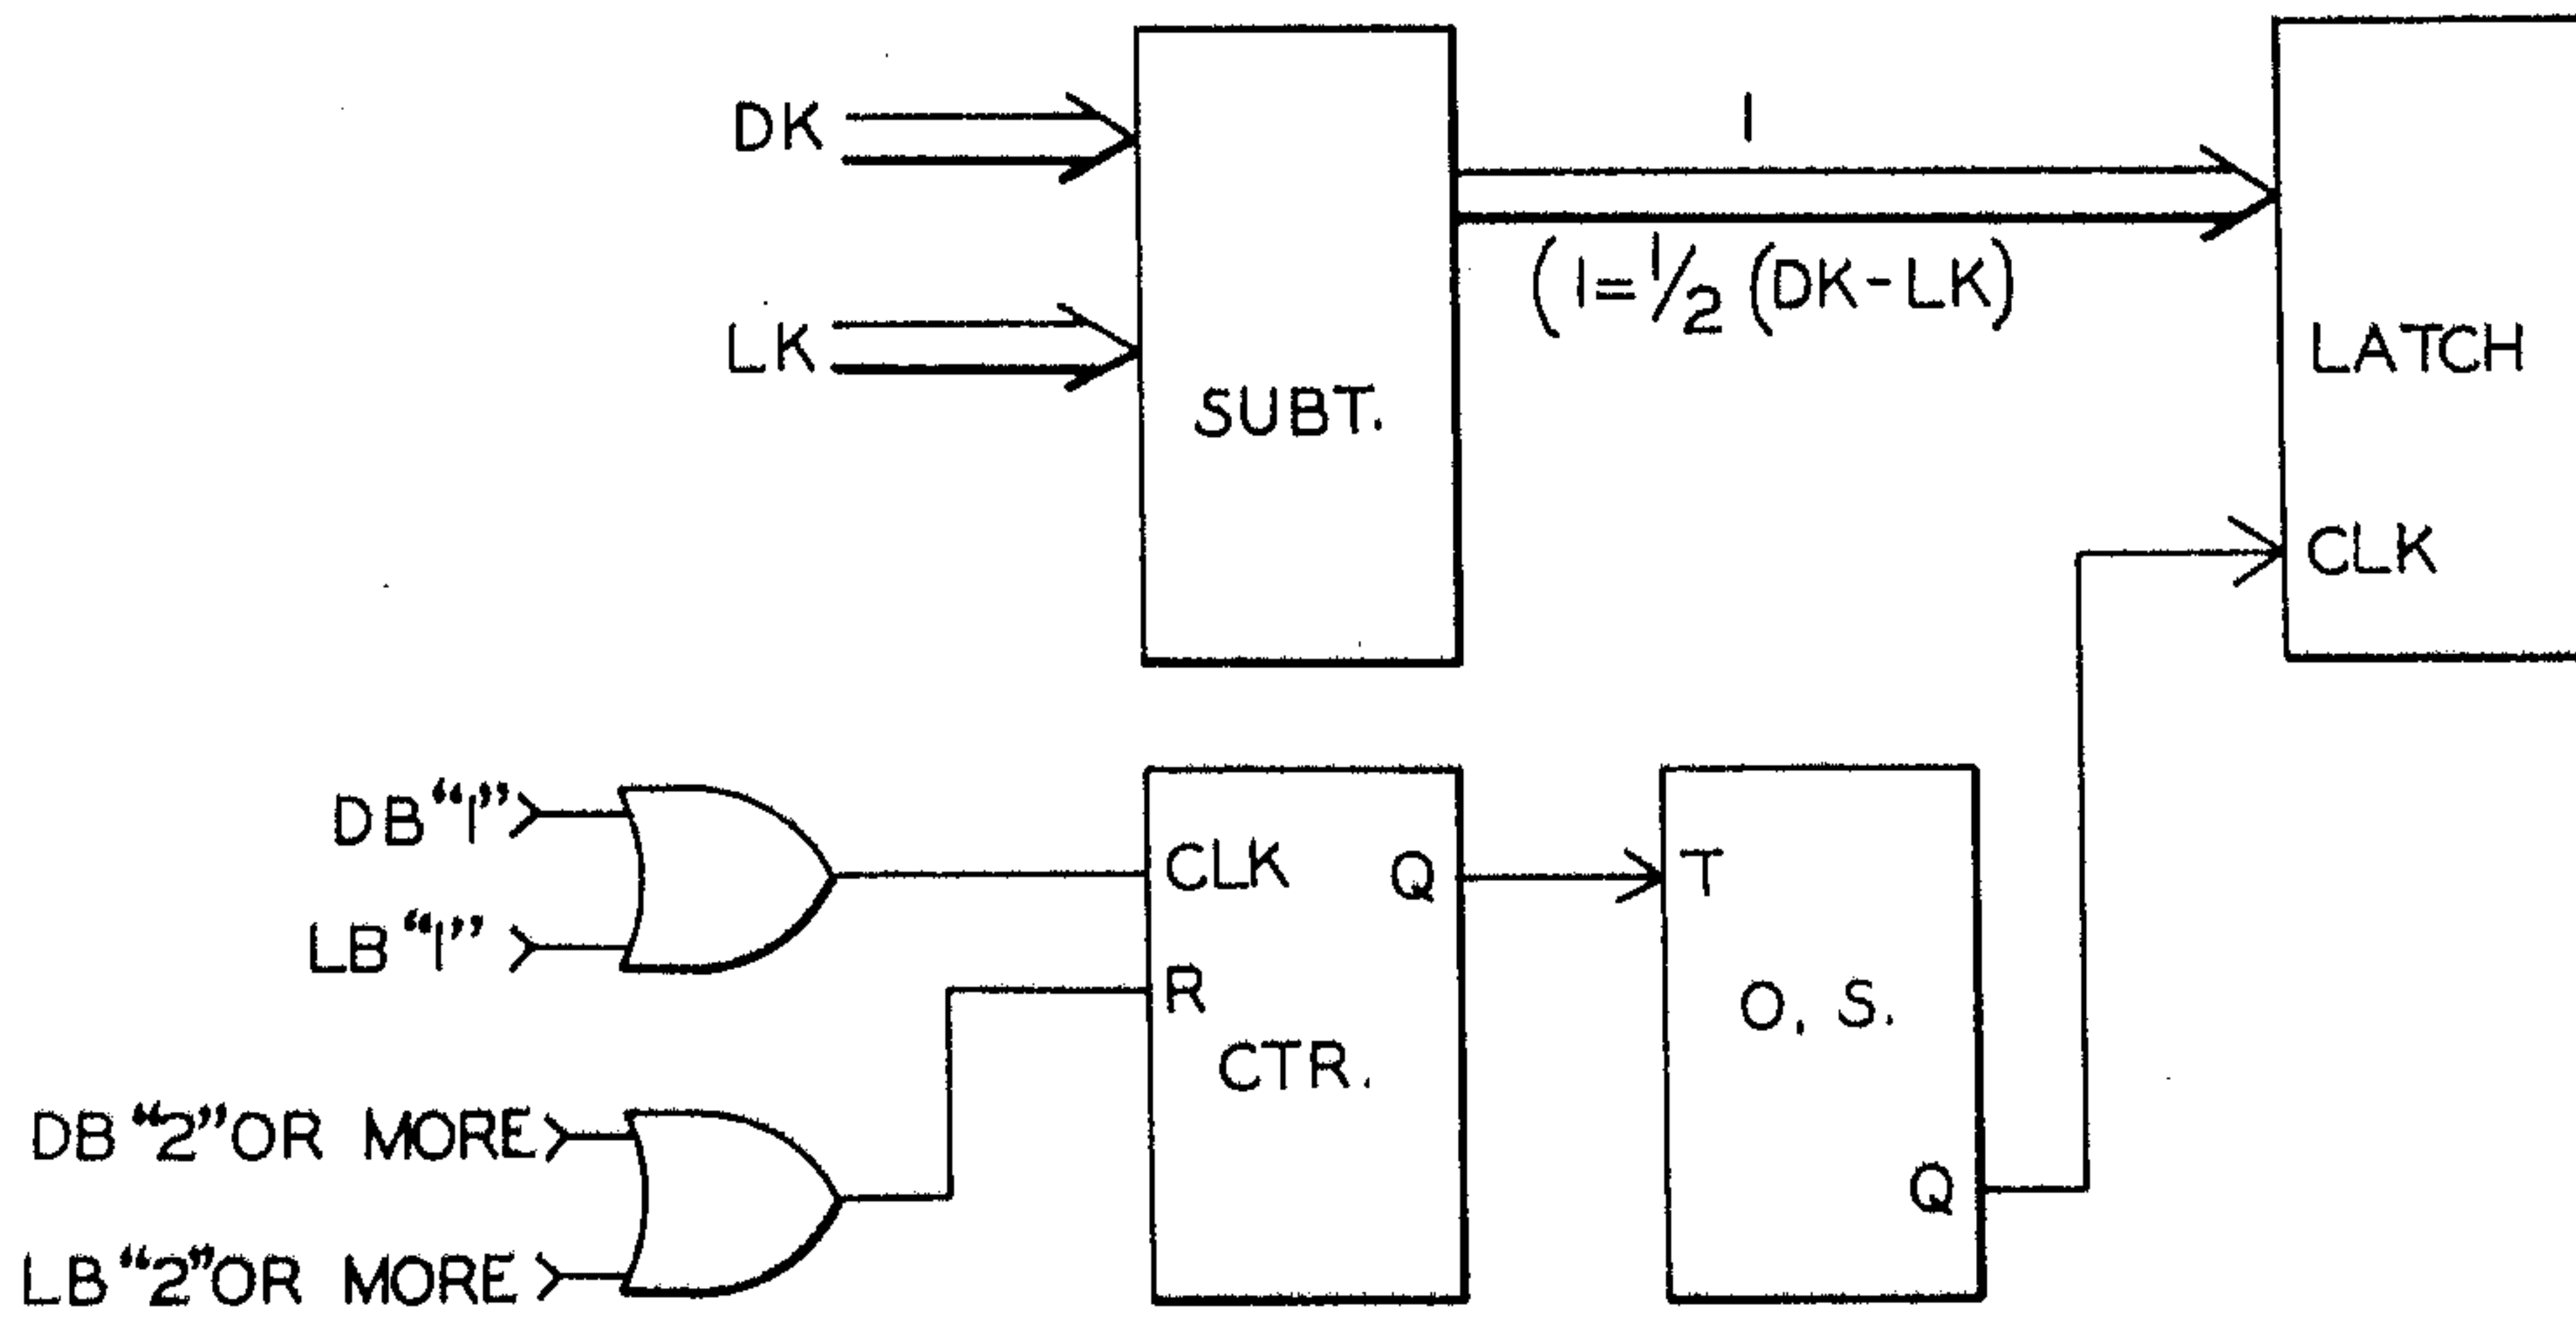 DK
LK
SUBT.
I
(I=1/2 (DK-LK)
LATCH
CLK
DB "1"
LB "1"
CLK
Q
R
CTR.
T
O.S.
Q
DB "2" OR MORE
LB "2" OR MORE